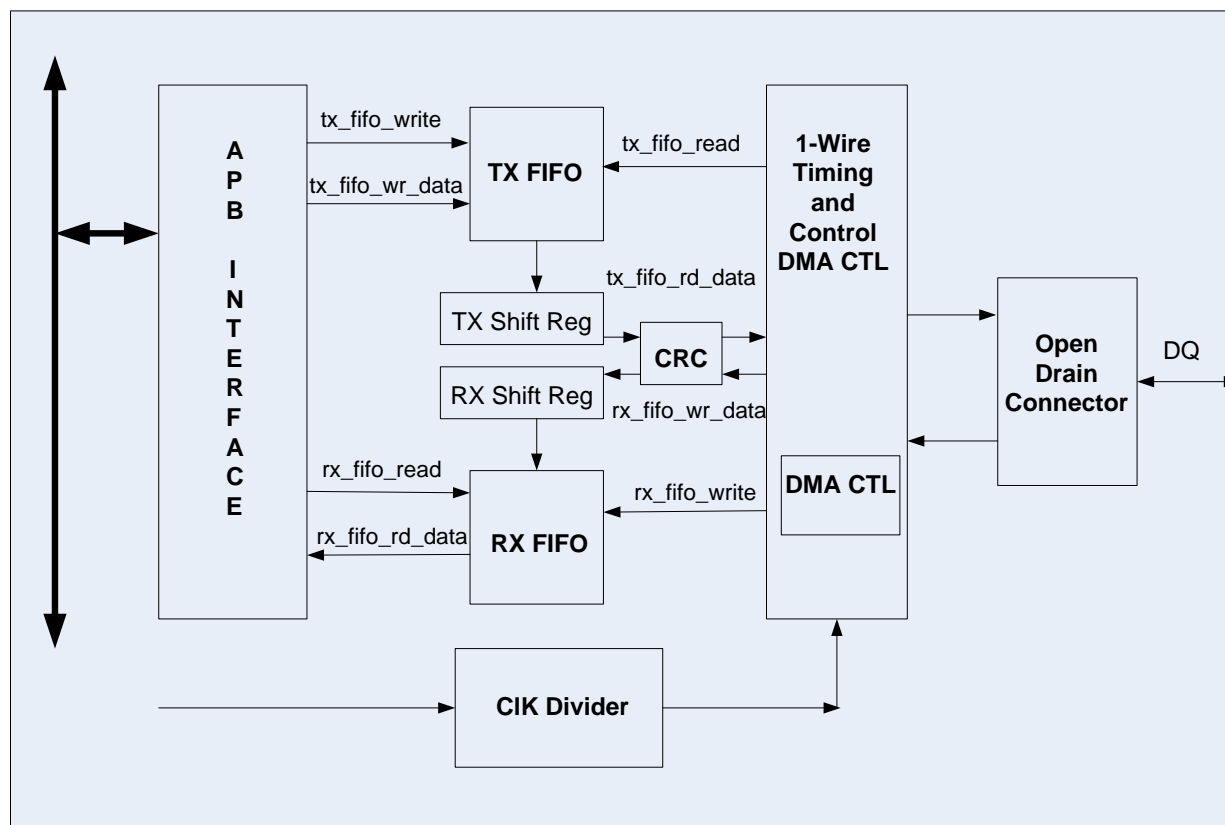 A
P
B
I
N
T
E
R
F
A
C
E
tx_fifo_write
tx_fifo_wr_data
TX FIFO
tx_fifo_read
1-Wire
Timing
and
Control
DMA CTL
tx_fifo_rd_data
TX Shift Reg
CRC
RX Shift Reg
rx_fifo_wr_data
Open
Drain
Connector
DQ
rx_fifo_read
rx_fifo_rd_data
RX FIFO
rx_fifo_write
DMA CTL
ClK Divider